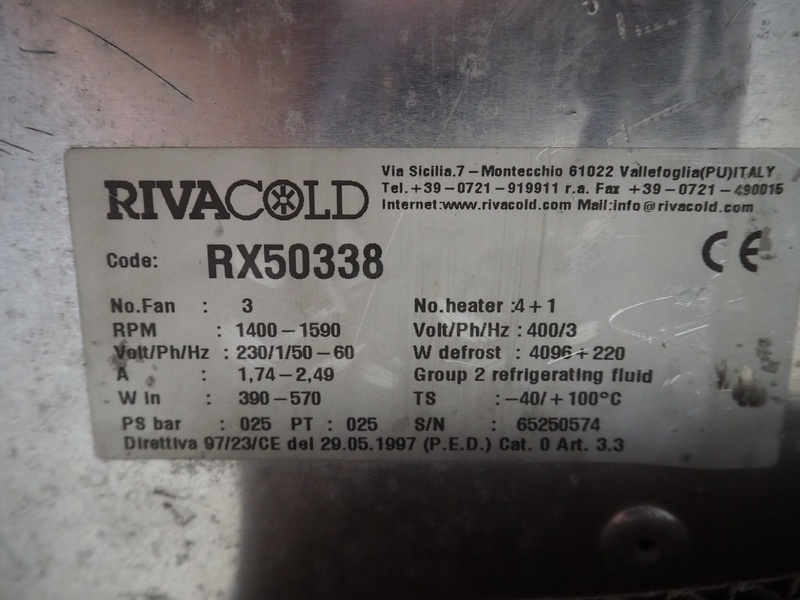 RIVACOLD
Via Sicilia,7 – Montecchio 61022 Vallefoglia(PU)ITALY
Tel.+39–0721–919911 r.a. Fax +39–0721–490015
Internet:www.rivacold.com Mail:info@rivacold.com
Code: RX50338
CE
No.Fan : 3 No.heater :4+1
RPM : 1400–1590 Volt/Ph/Hz : 400/3
Volt/Ph/Hz : 230/1/50–60 W defrost : 4096+220
A : 1,74–2,49 Group 2 refrigerating fluid
W in : 390–570 TS :–40/+100°C
PS bar : 025 PT : 025 S/N : 65250574
Direttiva 97/23/CE del 29.05.1997 (P.E.D.) Cat. 0 Art. 3.3